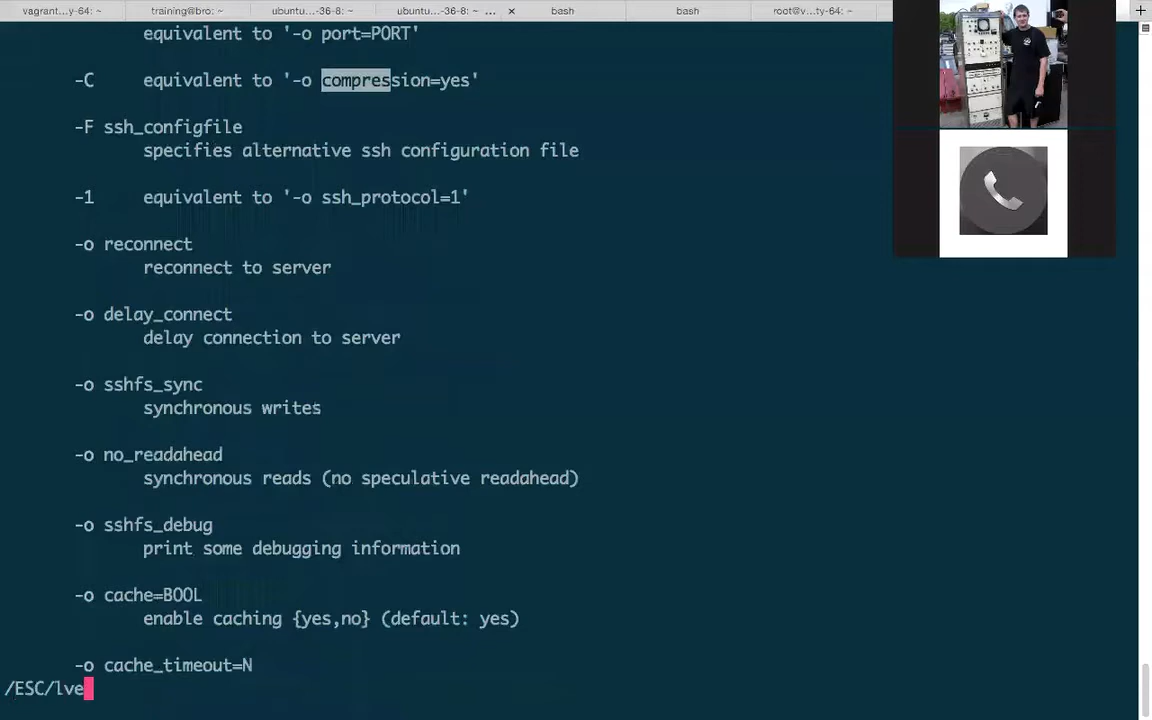 vagrant....y-64: ~ training@bro: ~ ubuntu...-36-8: ~ ubuntu...-36-8: ~ ... × bash bash root@v...ty-64: ~ +
equivalent to '-o port=PORT'
-C equivalent to '-o compression=yes'
-F ssh_configfile
specifies alternative ssh configuration file
-1 equivalent to '-o ssh_protocol=1'
-o reconnect
reconnect to server
-o delay_connect
delay connection to server
-o sshfs_sync
synchronous writes
-o no_readahead
synchronous reads (no speculative readahead)
-o sshfs_debug
print some debugging information
-o cache=BOOL
enable caching {yes,no} (default: yes)
-o cache_timeout=N
/ESC/lve